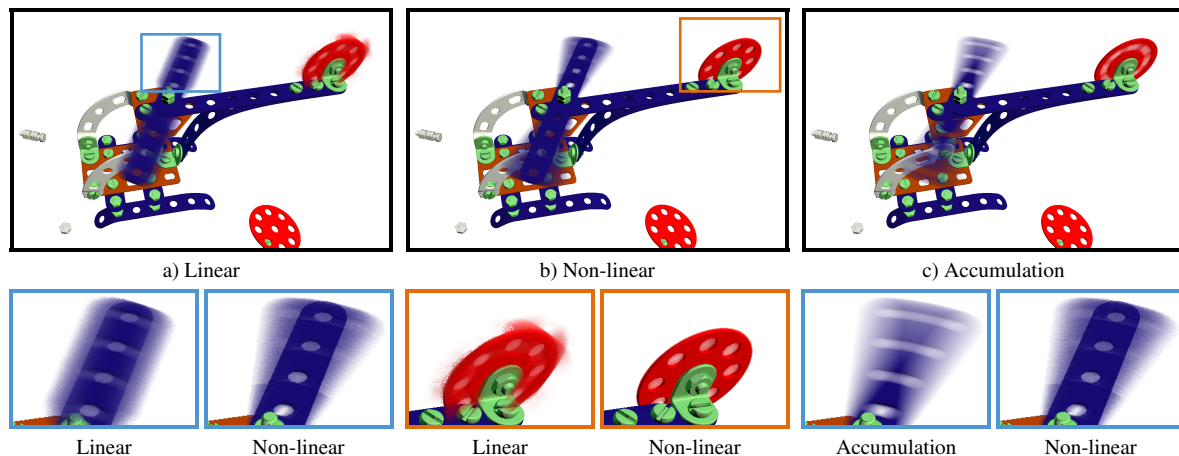 a) Linear
b) Non-linear
c) Accumulation
Linear
Non-linear
Linear
Non-linear
Accumulation
Non-linear